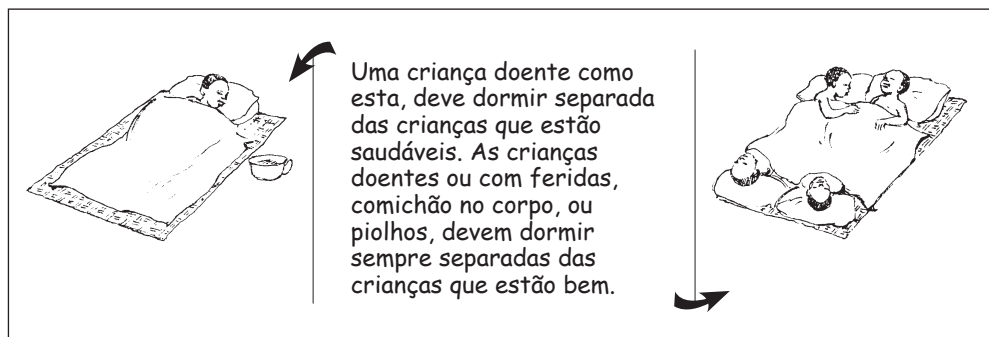 Uma criança doente como
esta, deve dormir separada
das crianças que estão
saudáveis. As crianças
doentes ou com feridas,
comichão no corpo, ou
piolhos, devem dormir
sempre separadas das
crianças que estão bem.